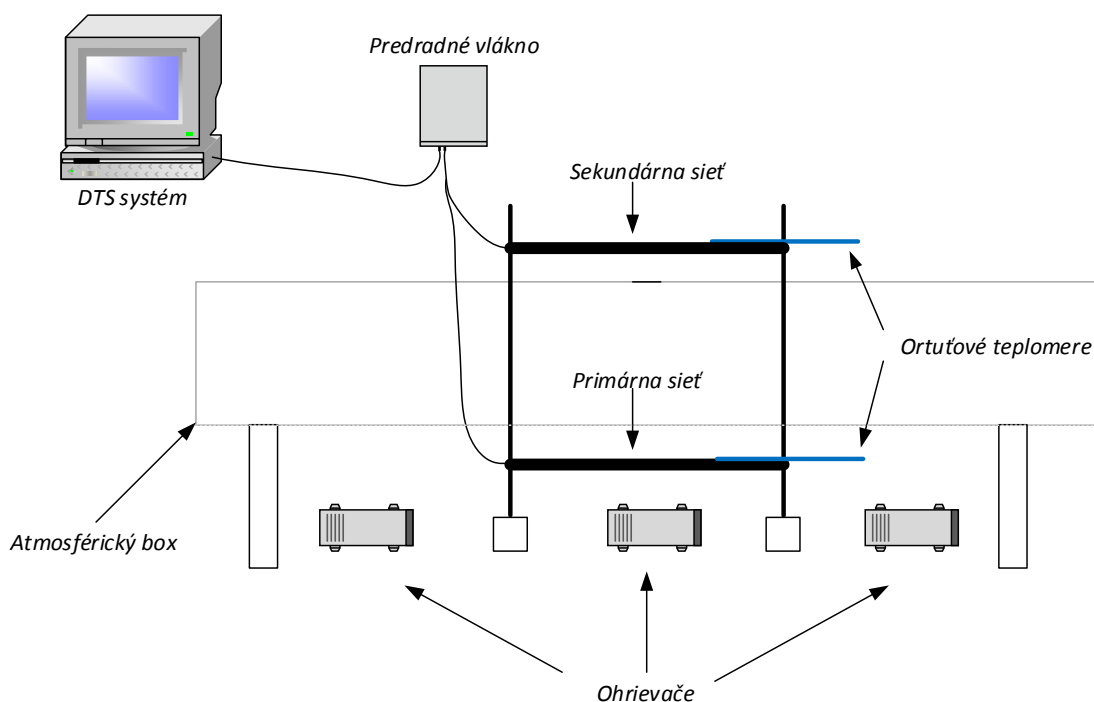 Predradné vlákno
DTS systém
Sekundárna sieť
Ortuťové teplomere
Primárna sieť
Atmosférický box
Ohrievače